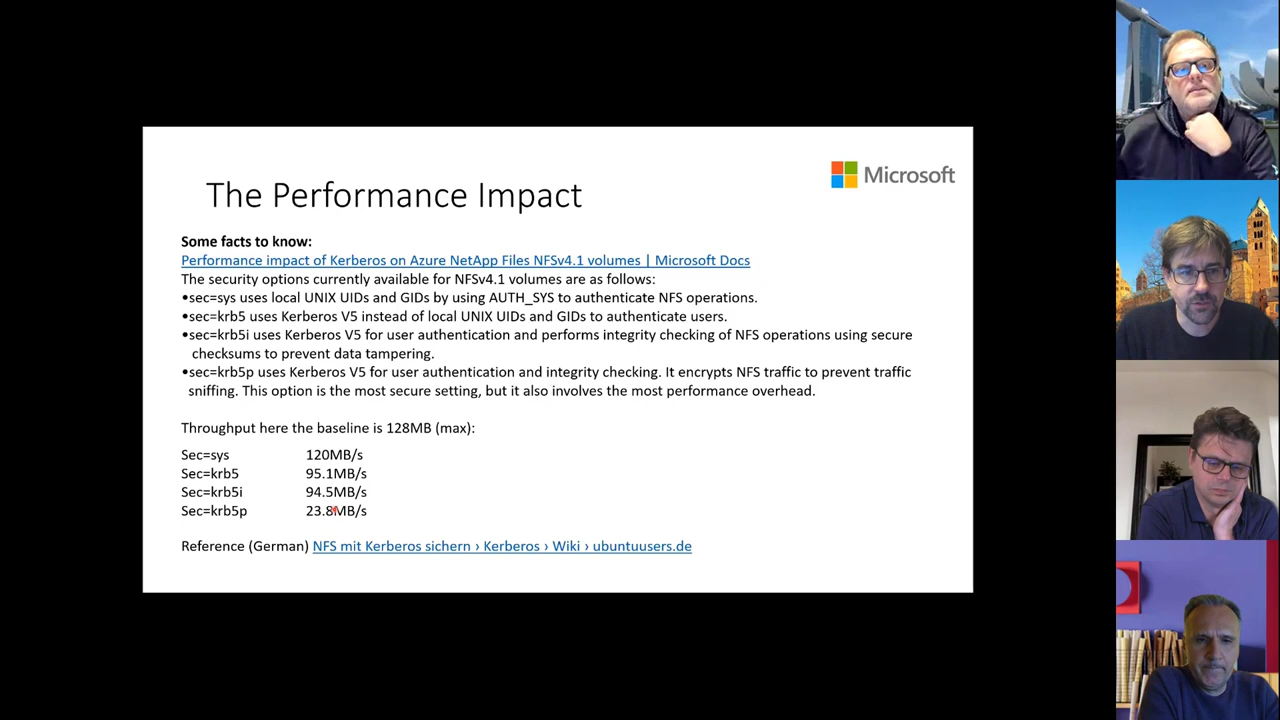 The Performance Impact
Microsoft
Some facts to know:
Performance impact of Kerberos on Azure NetApp Files NFSv4.1 volumes | Microsoft Docs
The security options currently available for NFSv4.1 volumes are as follows:
•sec=sys uses local UNIX UIDs and GIDs by using AUTH_SYS to authenticate NFS operations.
•sec=krb5 uses Kerberos V5 instead of local UNIX UIDs and GIDs to authenticate users.
•sec=krb5i uses Kerberos V5 for user authentication and performs integrity checking of NFS operations using secure
checksums to prevent data tampering.
•sec=krb5p uses Kerberos V5 for user authentication and integrity checking. It encrypts NFS traffic to prevent traffic
sniffing. This option is the most secure setting, but it also involves the most performance overhead.
Throughput here the baseline is 128MB (max):
Sec=sys 120MB/s
Sec=krb5 95.1MB/s
Sec=krb5i 94.5MB/s
Sec=krb5p 23.8MB/s
Reference (German) NFS mit Kerberos sichern › Kerberos › Wiki › ubuntuusers.de